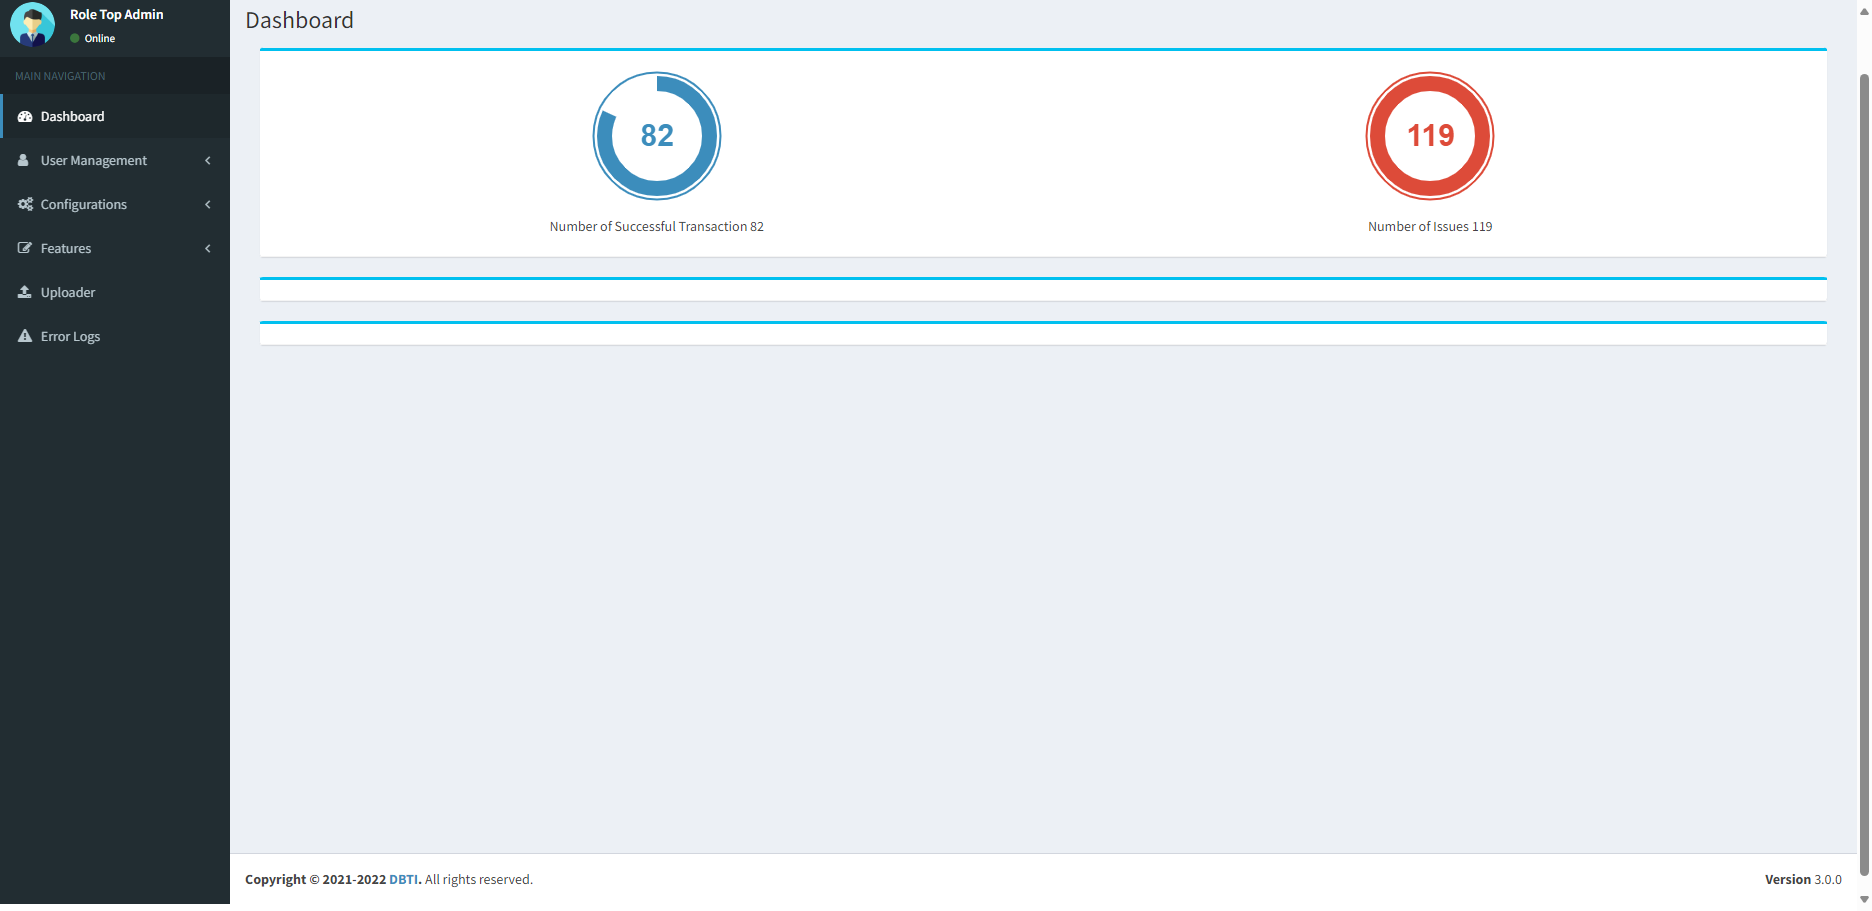 Role Top Admin
Online
MAIN NAVIGATION
Dashboard
User Management
Configurations
Features
Uploader
Error Logs
Dashboard
82
Number of Successful Transaction 82
119
Number of Issues 119
Copyright © 2021-2022 DBTI. All rights reserved.
Version 3.0.0